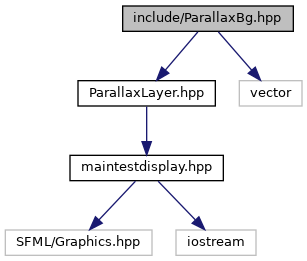 include/ParallaxBg.hpp
ParallaxLayer.hpp
vector
maintestdisplay.hpp
SFML/Graphics.hpp
iostream